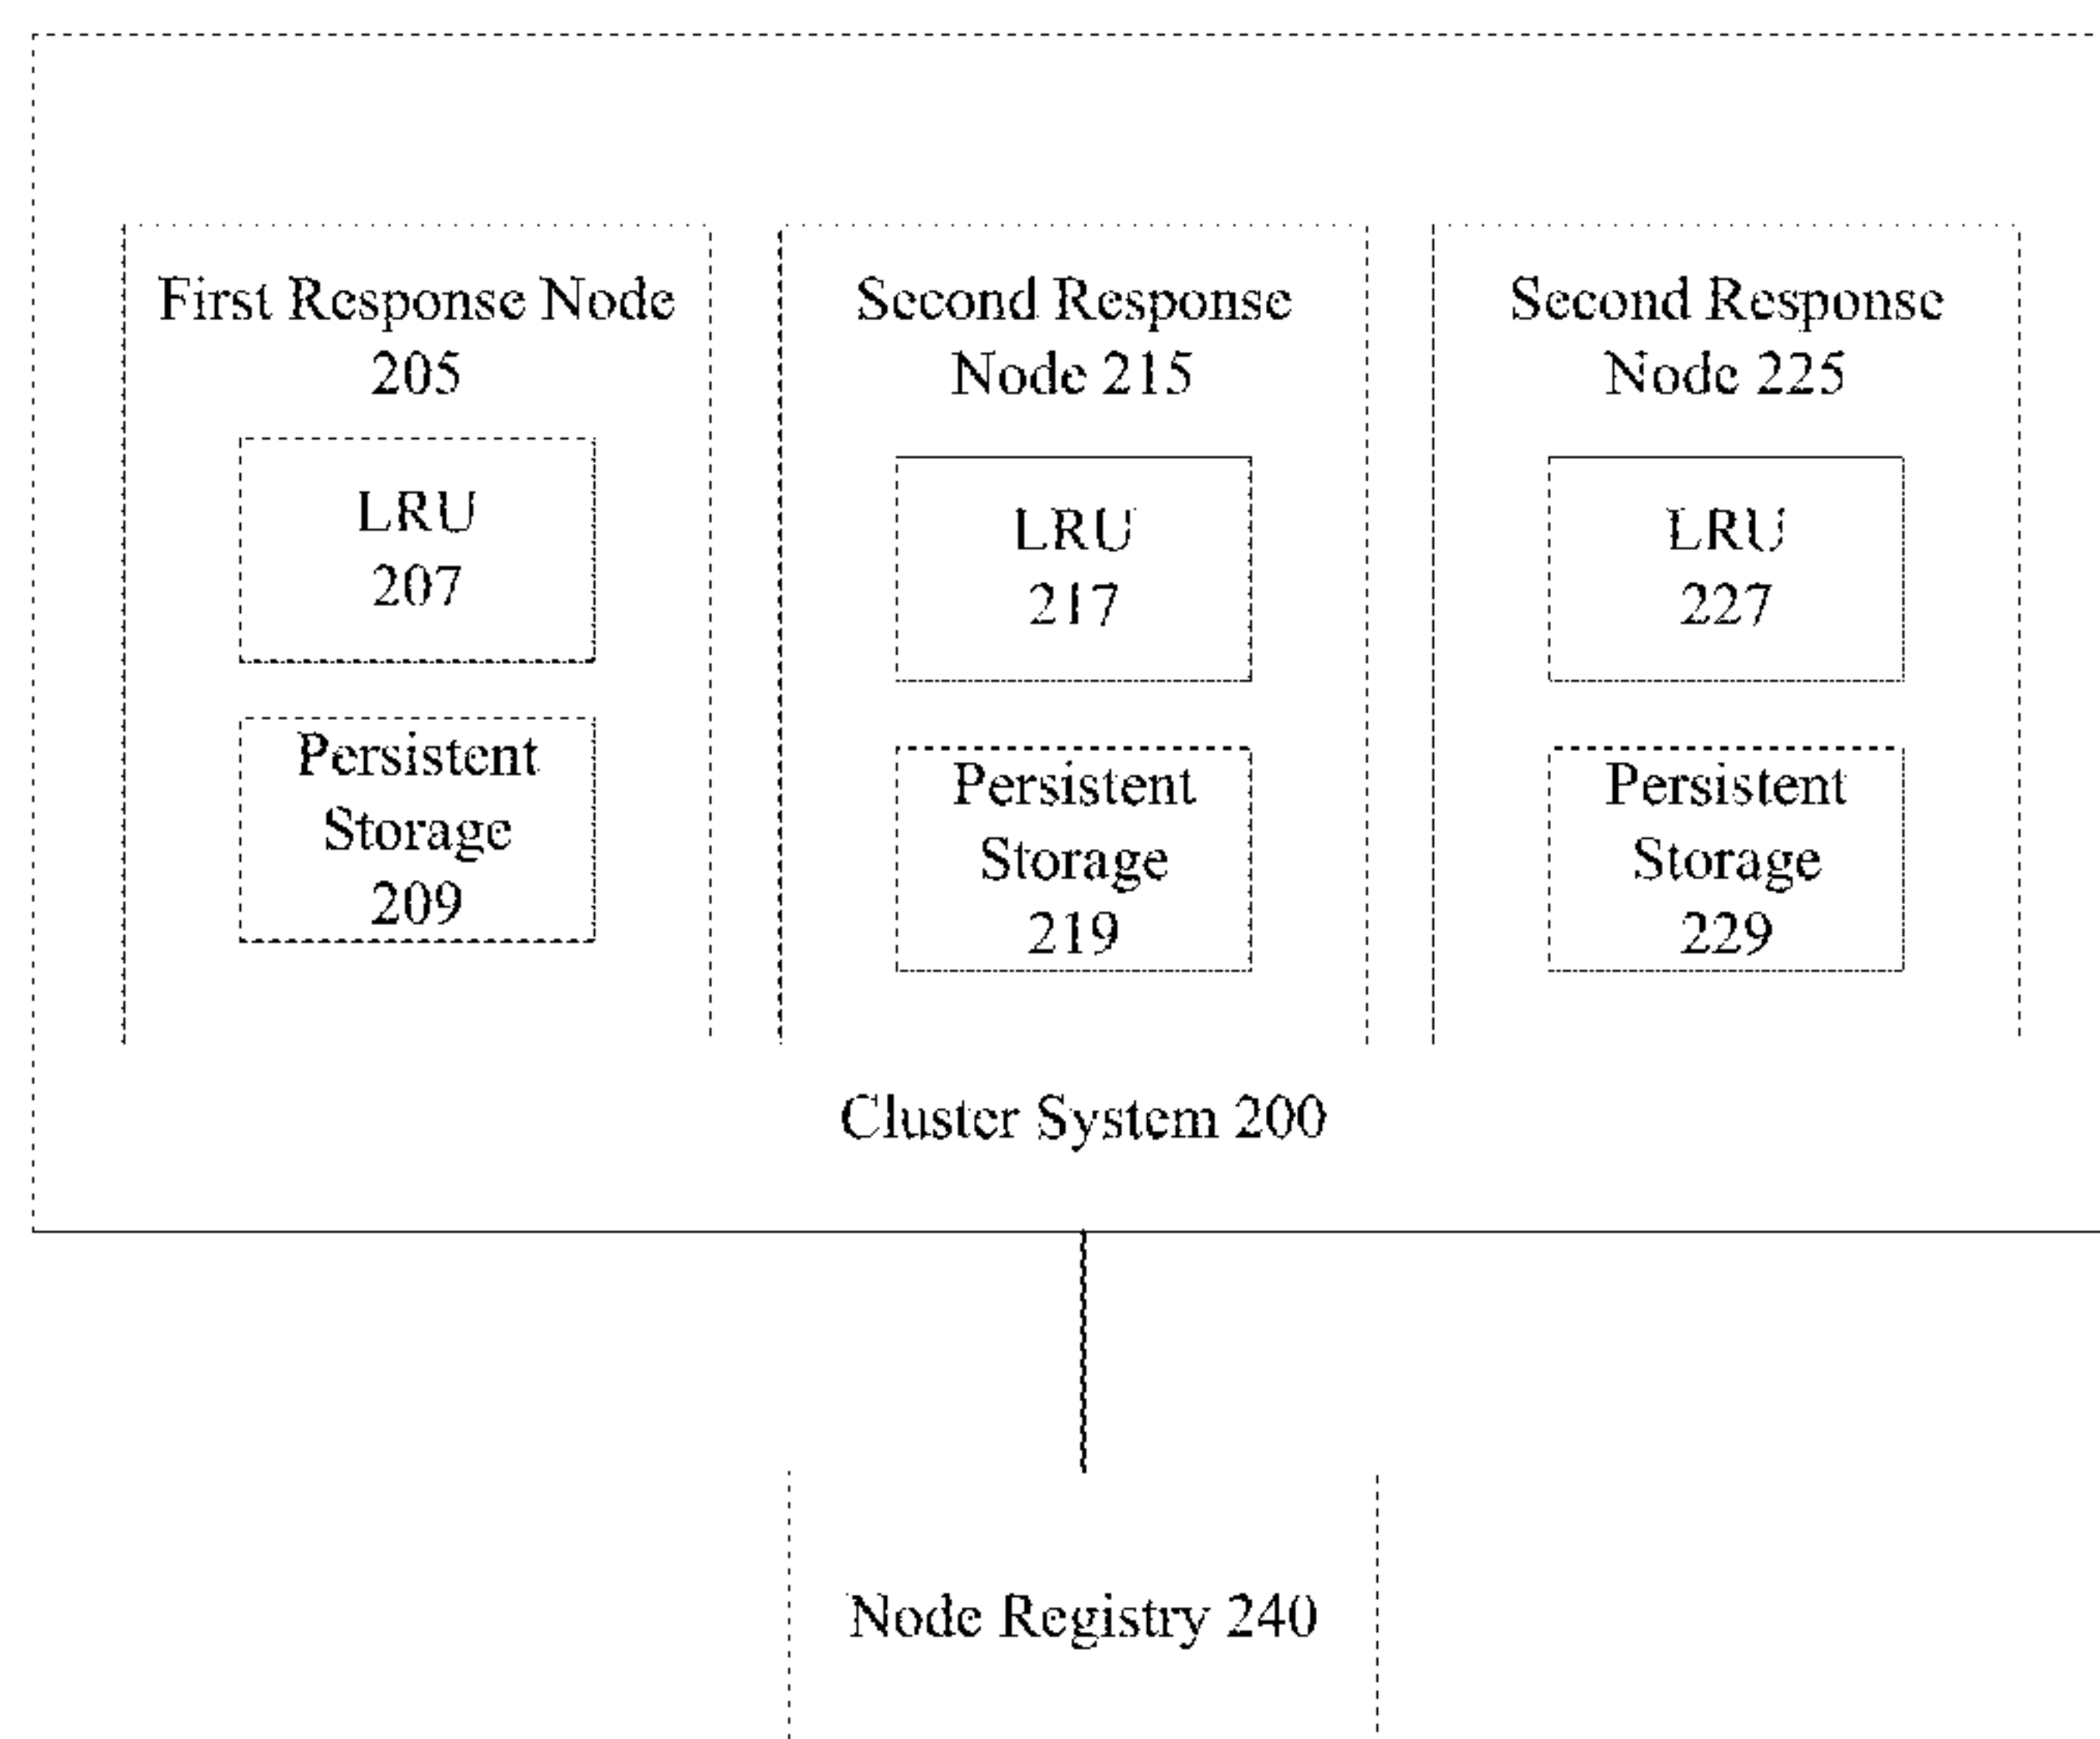 First Response Node
205
LRU
207
Persistent
Storage
209
Second Response
Node 215
LRU
217
Persistent
Storage
219
Second Response
Node 225
LRU
227
Persistent
Storage
229
Cluster System 200
Node Registry 240